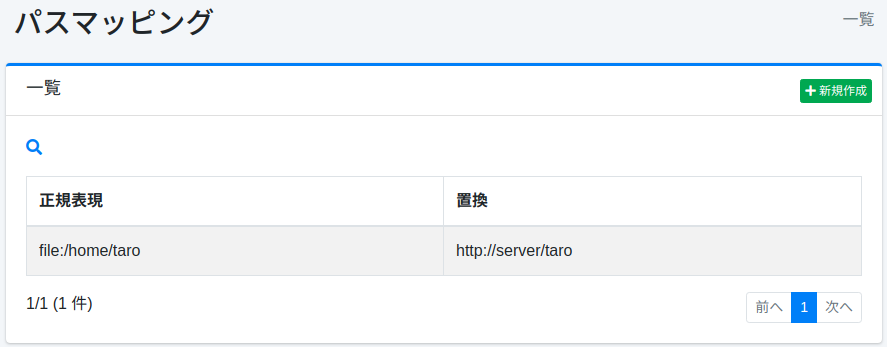 パスマッピング
一覧
一覧
新規作成
正規表現 置換
file:/home/taro http://server/taro
1/1 (1 件)
前へ 1 次へ